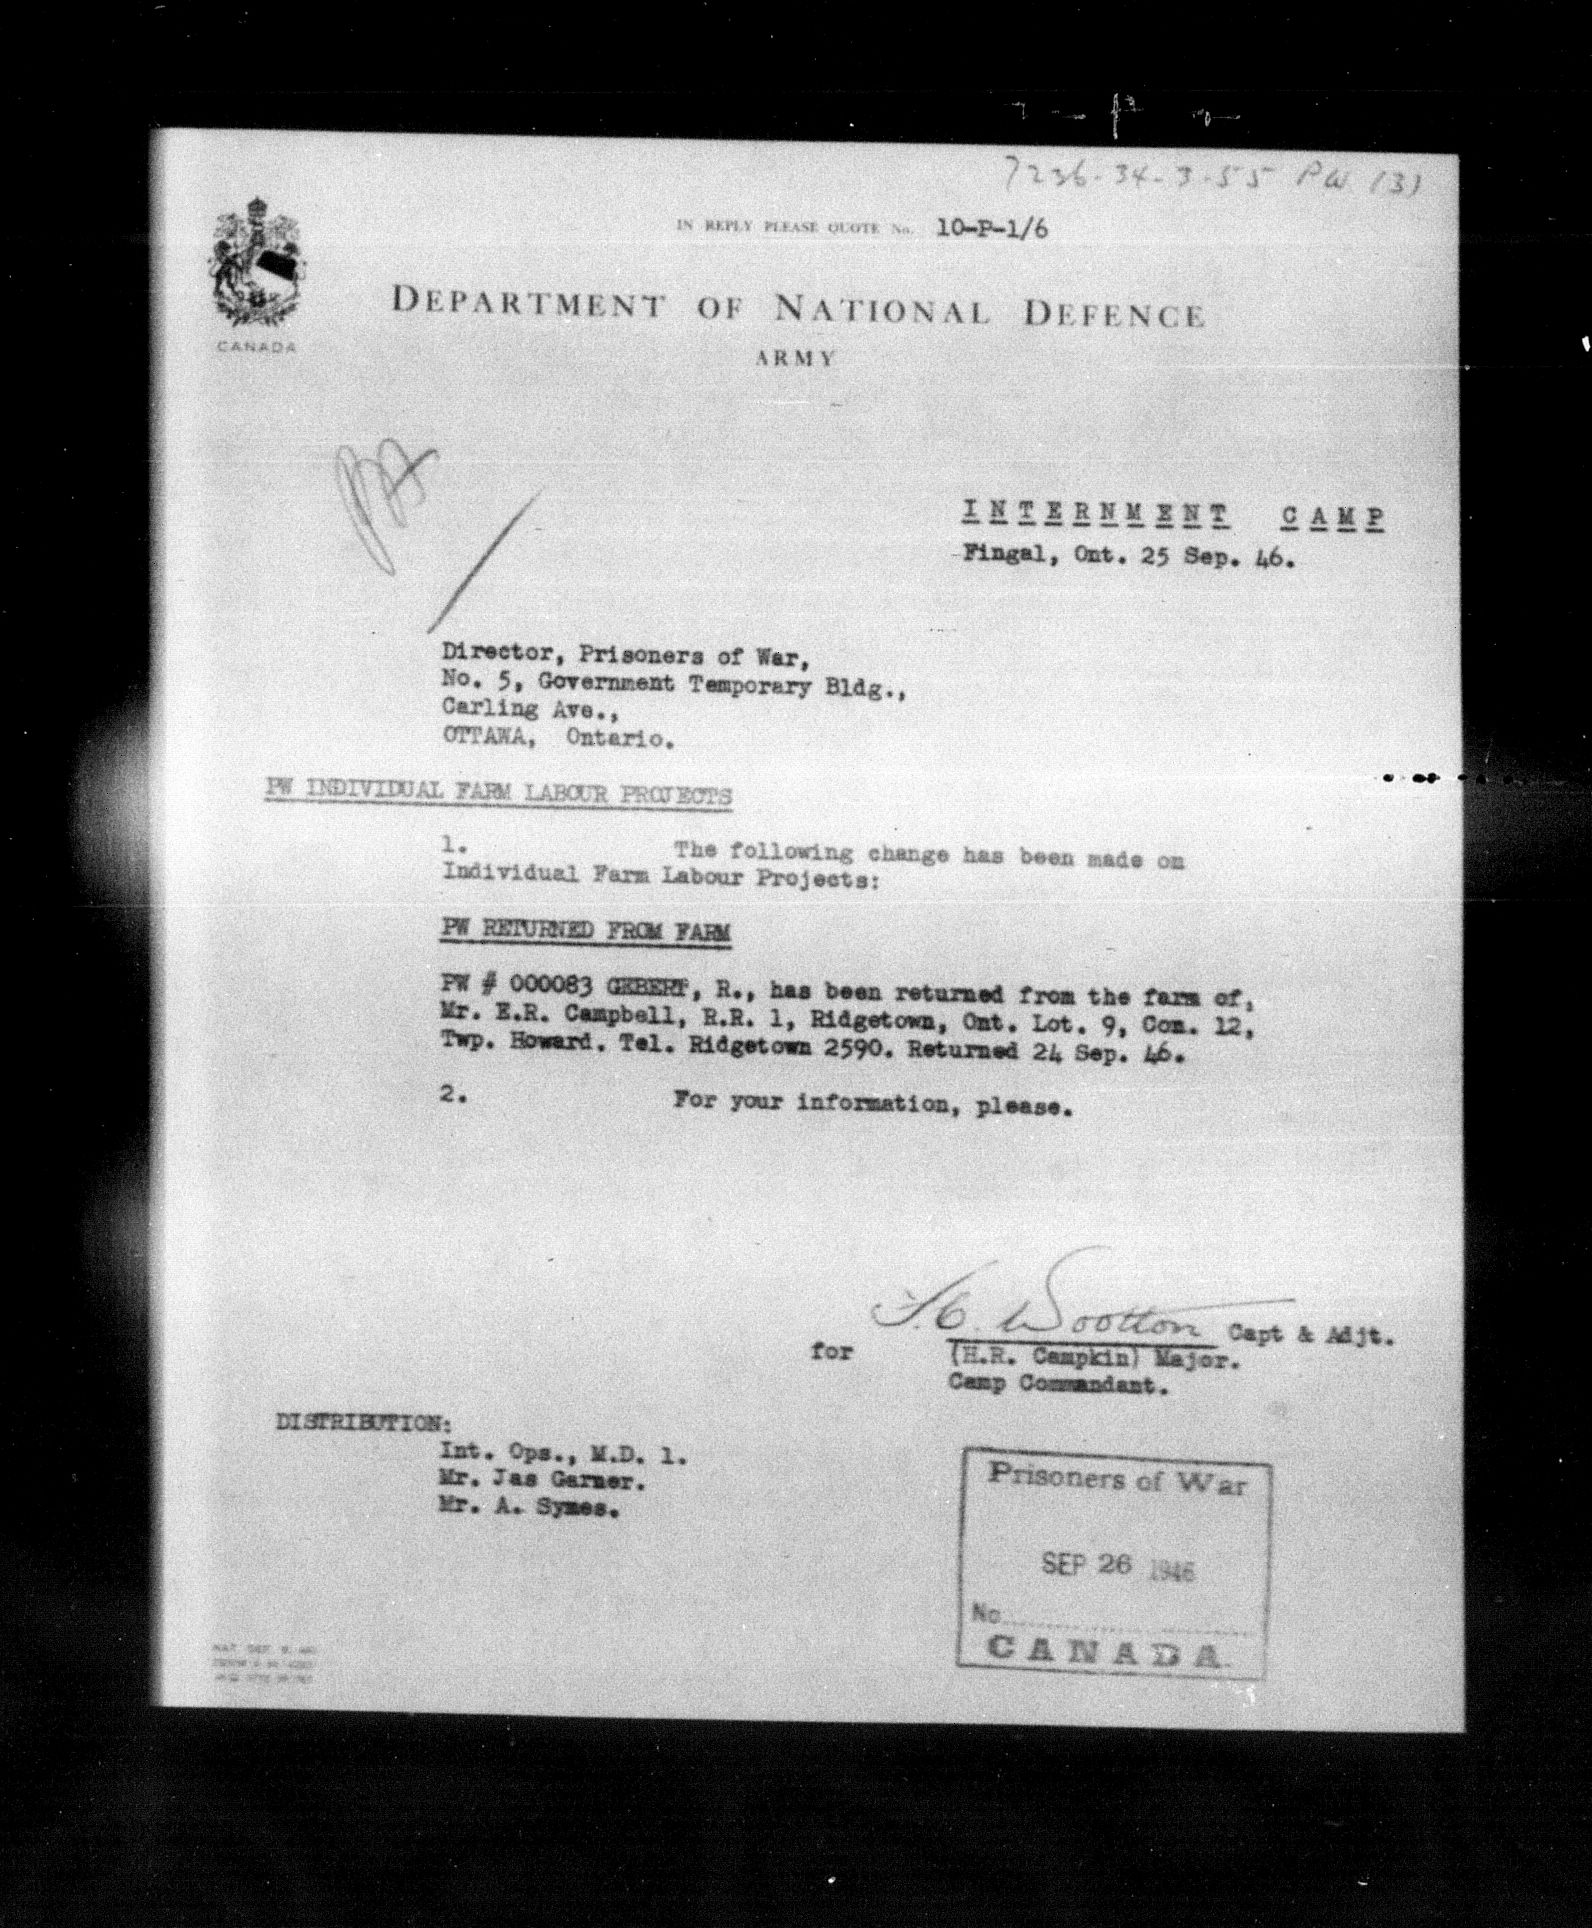 7236-34-3-55 PW (3)
IN REPLY PLEASE QUOTE No. 10-P-1/6
DEPARTMENT OF NATIONAL DEFENCE
ARMY
CANADA
INTERNMENT CAMP
Fingal, Ont. 25 Sep. 46.
Director, Prisoners of War,
No. 5, Government Temporary Bldg.,
Carling Ave.,
OTTAWA, Ontario.
PW INDIVIDUAL FARM LABOUR PROJECTS
1. The following change has been made on
Individual Farm Labour Projects:
PW RETURNED FROM FARM
PW # 000083 GEBERT, R., has been returned from the farm of,
Mr. E.R. Campbell, R.R. 1, Ridgetown, Ont. Lot. 9, Con. 12,
Twp. Howard. Tel. Ridgetown 2590. Returned 24 Sep. 46.
2. For your information, please.
Wootton Capt & Adjt.
for (H.R. Campkin) Major.
Camp Commandant.
DISTRIBUTION:
Int. Ops., M.D. 1.
Mr. Jas Garner.
Mr. A. Symes.
Prisoners of War
SEP 26 1946
No
CANADA